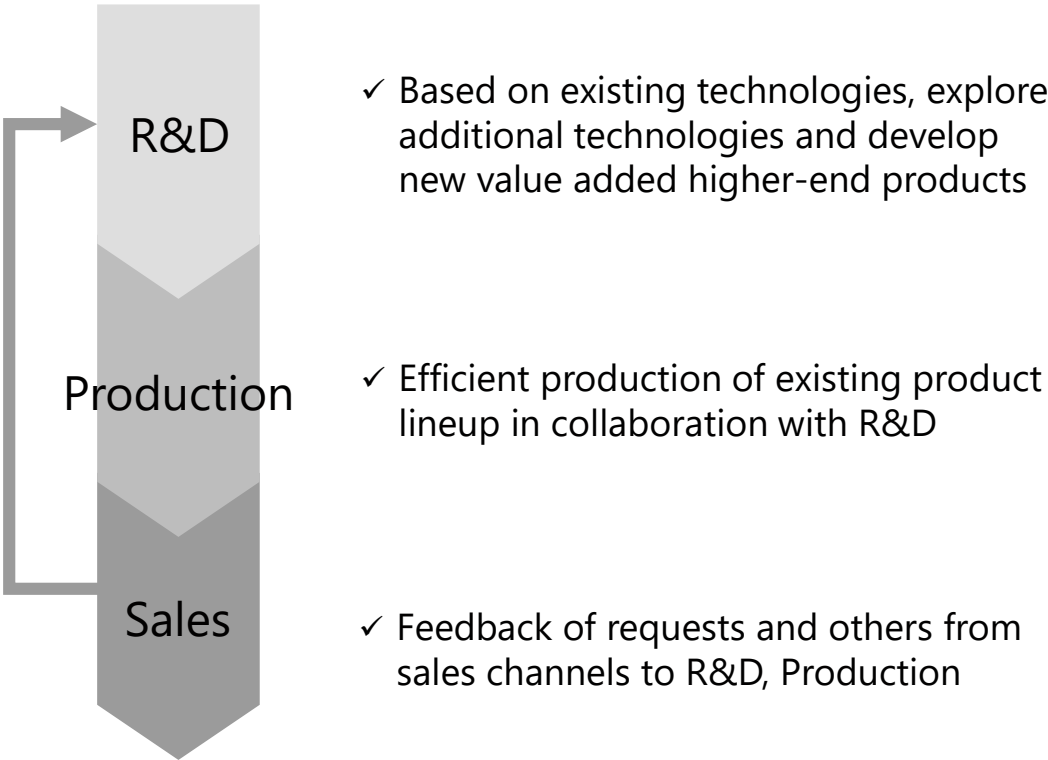 R&D
✓ Based on existing technologies, explore
additional technologies and develop
new value added higher-end products
Production
✓ Efficient production of existing product
lineup in collaboration with R&D
Sales
✓ Feedback of requests and others from
sales channels to R&D, Production